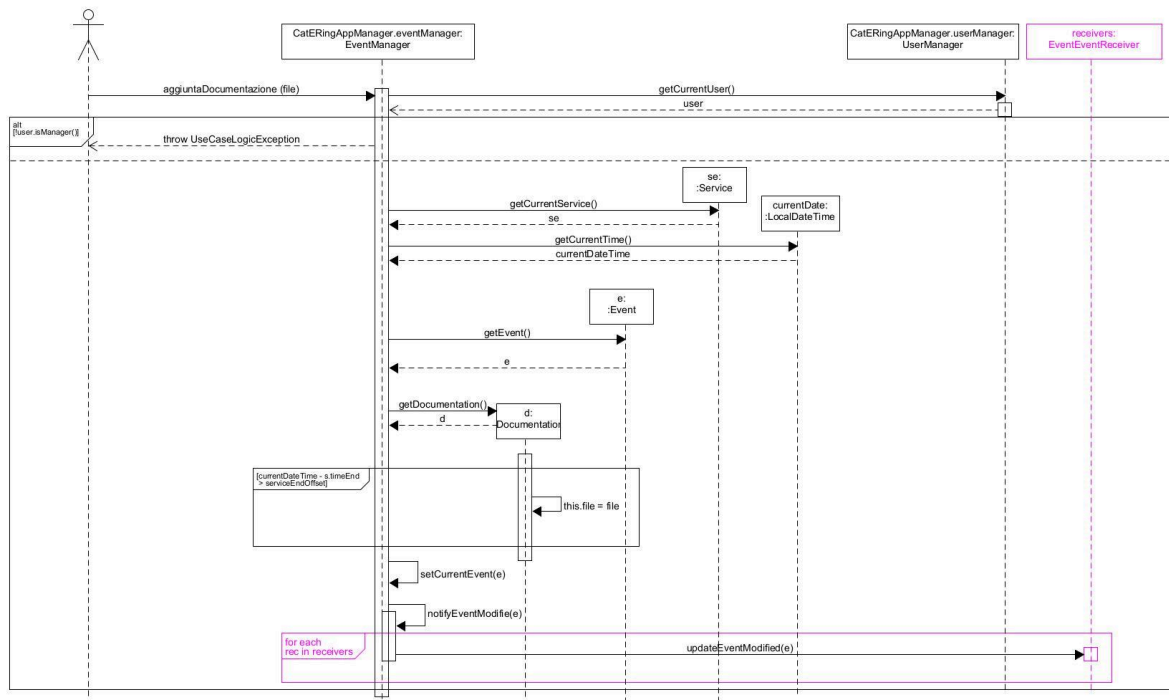 CatERingAppManager.eventManager:
EventManager
CatERingAppManager.userManager:
UserManager
receivers:
EventEventReceiver
aggiuntaDocumentazione (file)
getCurrentUser()
user
alt
[!user.isManager()]
throw UseCaseLogicException
se:
:Service
getCurrentService()
se
currentDate:
:LocalDateTime
getCurrentTime()
currentDateTime
e:
:Event
getEvent()
e
getDocumentation()
d
d:
Documentation
[currentDateTime - s.timeEnd
> serviceEndOffset]
this.file = file
setCurrentEvent(e)
notifyEventModifie(e)
for each
rec in receivers
updateEventModified(e)